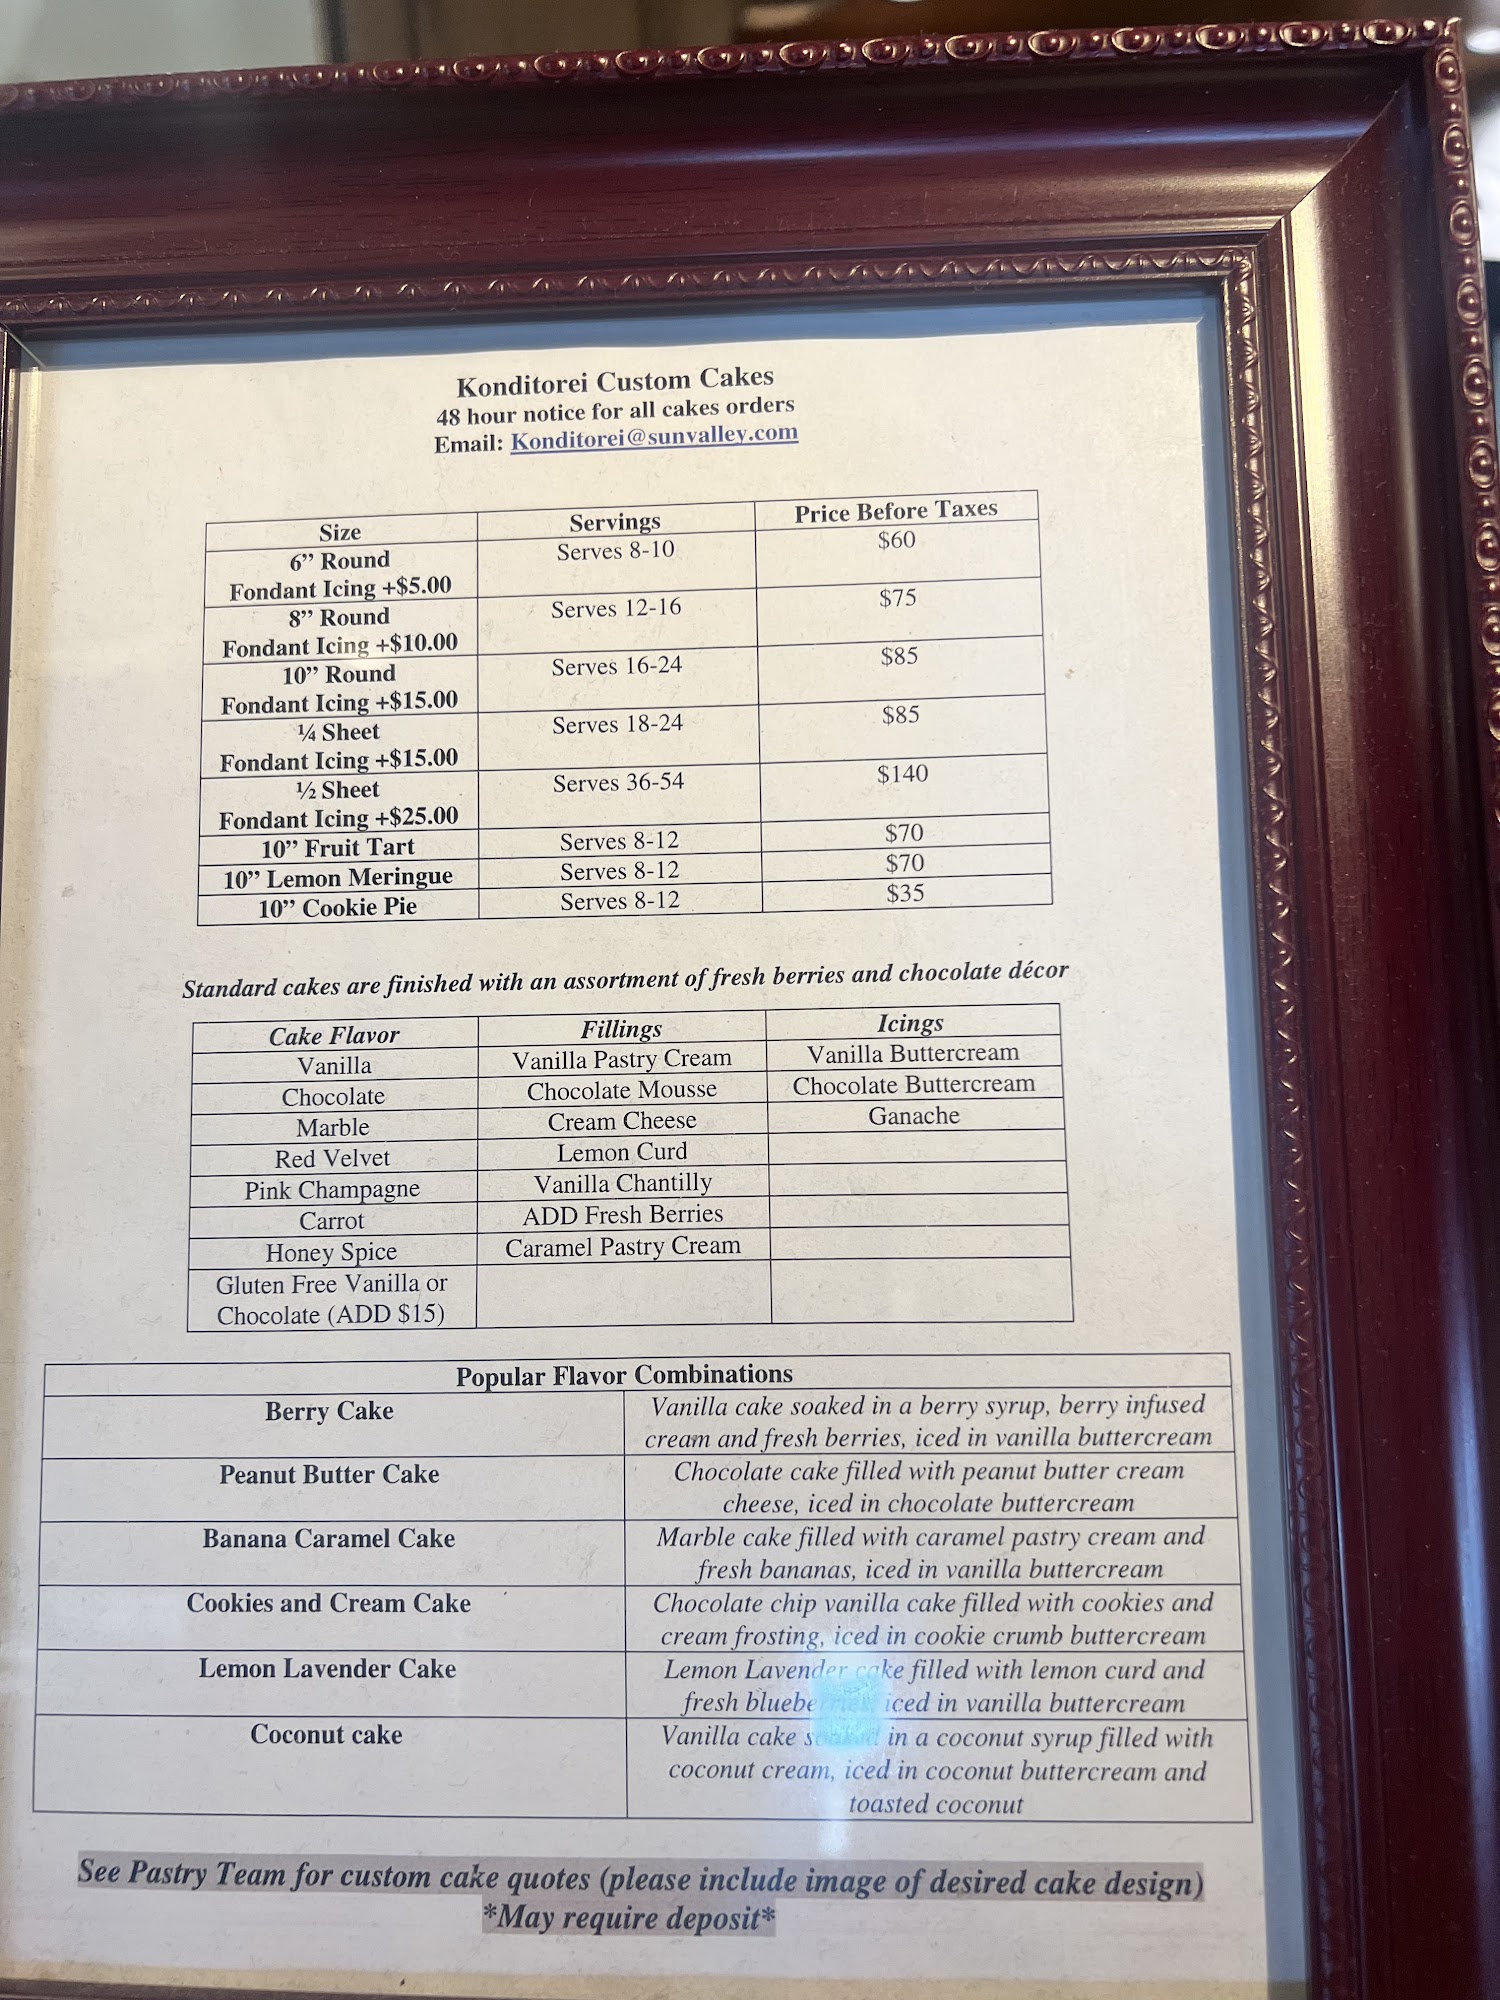 Konditorei Custom Cakes
48 hour notice for all cakes orders
Email: Konditorei@sunvalley.com
Size Servings Price Before Taxes
6” Round Serves 8-10 $60
Fondant Icing +$5.00
8” Round Serves 12-16 $75
Fondant Icing +$10.00
10” Round Serves 16-24 $85
Fondant Icing +$15.00
¼ Sheet Serves 18-24 $85
Fondant Icing +$15.00
½ Sheet Serves 36-54 $140
Fondant Icing +$25.00
10” Fruit Tart Serves 8-12 $70
10” Lemon Meringue Serves 8-12 $70
10” Cookie Pie Serves 8-12 $35
Standard cakes are finished with an assortment of fresh berries and chocolate décor
Cake Flavor Fillings Icings
Vanilla Vanilla Pastry Cream Vanilla Buttercream
Chocolate Chocolate Mousse Chocolate Buttercream
Marble Cream Cheese Ganache
Red Velvet Lemon Curd
Pink Champagne Vanilla Chantilly
Carrot ADD Fresh Berries
Honey Spice Caramel Pastry Cream
Gluten Free Vanilla or
Chocolate (ADD $15)
Popular Flavor Combinations
Berry Cake Vanilla cake soaked in a berry syrup, berry infused
cream and fresh berries, iced in vanilla buttercream
Peanut Butter Cake Chocolate cake filled with peanut butter cream
cheese, iced in chocolate buttercream
Banana Caramel Cake Marble cake filled with caramel pastry cream and
fresh bananas, iced in vanilla buttercream
Cookies and Cream Cake Chocolate chip vanilla cake filled with cookies and
cream frosting, iced in cookie crumb buttercream
Lemon Lavender Cake Lemon Lavender cake filled with lemon curd and
fresh blueberries, iced in vanilla buttercream
Coconut cake Vanilla cake soaked in a coconut syrup filled with
coconut cream, iced in coconut buttercream and
toasted coconut
See Pastry Team for custom cake quotes (please include image of desired cake design)
*May require deposit*